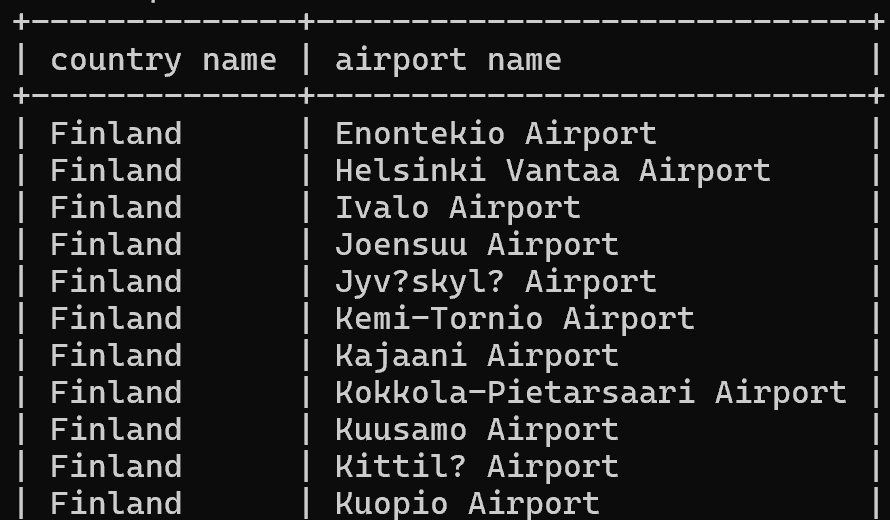 +--------------+-----------------------------+
| country name | airport name                |
+--------------+-----------------------------+
| Finland      | Enontekio Airport           |
| Finland      | Helsinki Vantaa Airport     |
| Finland      | Ivalo Airport               |
| Finland      | Joensuu Airport             |
| Finland      | Jyv?skyl? Airport           |
| Finland      | Kemi-Tornio Airport         |
| Finland      | Kajaani Airport             |
| Finland      | Kokkola-Pietarsaari Airport |
| Finland      | Kuusamo Airport             |
| Finland      | Kittil? Airport             |
| Finland      | Kuopio Airport              |